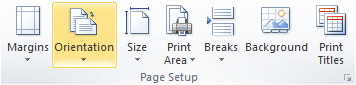 Margins Orientation Size Print Area Breaks Background Print Titles
Page Setup